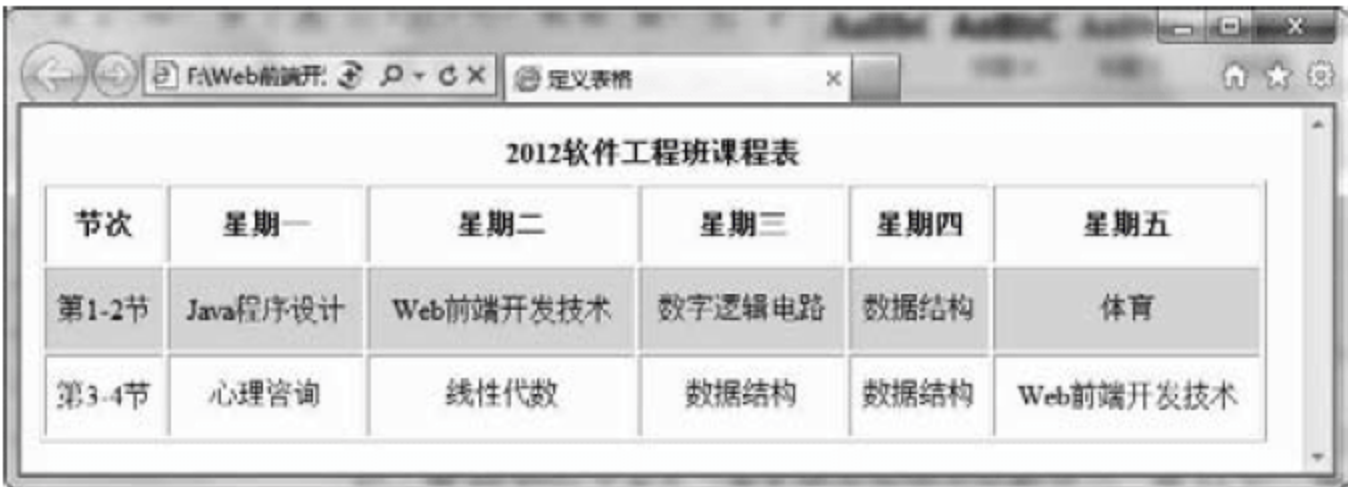 F:\Web前端开
定义表格
2012软件工程班课程表
节次 星期一 星期二 星期三 星期四 星期五
第1-2节 Java程序设计 Web前端开发技术 数字逻辑电路 数据结构 体育
第3-4节 心理咨询 线性代数 数据结构 数据结构 Web前端开发技术